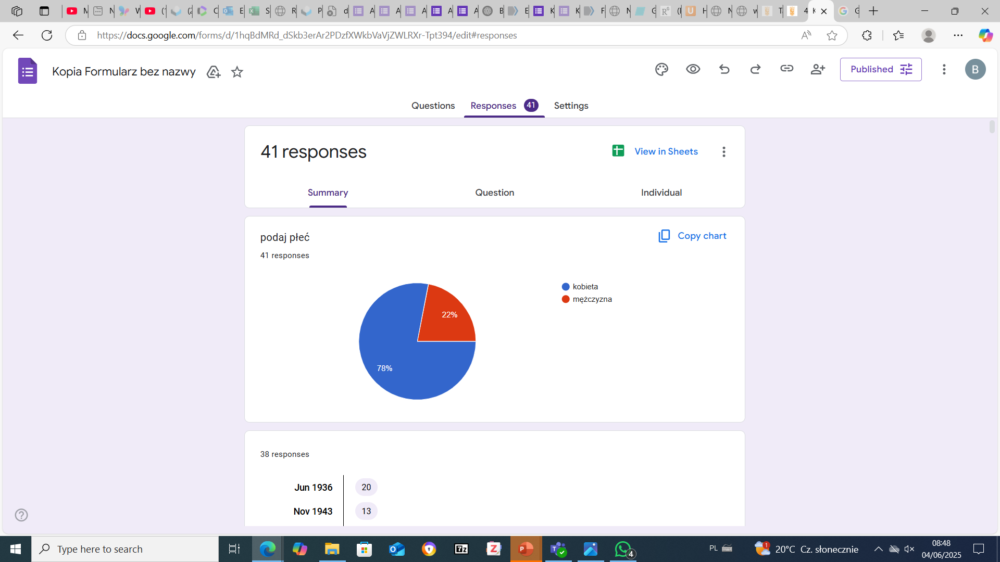 https://docs.google.com/forms/d/1hqBdMRd_dSkb3erAr2PDzfXWkbVaVjZWLRXr-Tpt394/edit#responses
Kopia Formularz bez nazwy
Published
B
Questions
Responses 41
Settings
41 responses
View in Sheets
Summary
Question
Individual
podaj płeć
Copy chart
41 responses
kobieta
mężczyzna
22%
78%
38 responses
Jun 1936 20
Nov 1943 13
Type here to search
4
PL
1
20°C Cz. słonecznie
08:48
04/06/2025